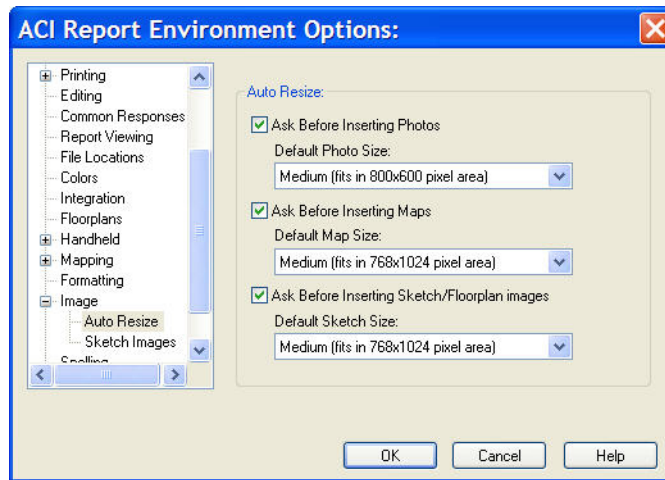 ACI Report Environment Options:
Printing
Editing
Common Responses
Report Viewing
File Locations
Colors
Integration
Floorplans
Handheld
Mapping
Formatting
Image
Auto Resize
Sketch Images
Spelling
Auto Resize:
Ask Before Inserting Photos
Default Photo Size:
Medium (fits in 800x600 pixel area)
Ask Before Inserting Maps
Default Map Size:
Medium (fits in 768x1024 pixel area)
Ask Before Inserting Sketch/Floorplan images
Default Sketch Size:
Medium (fits in 768x1024 pixel area)
OK Cancel Help